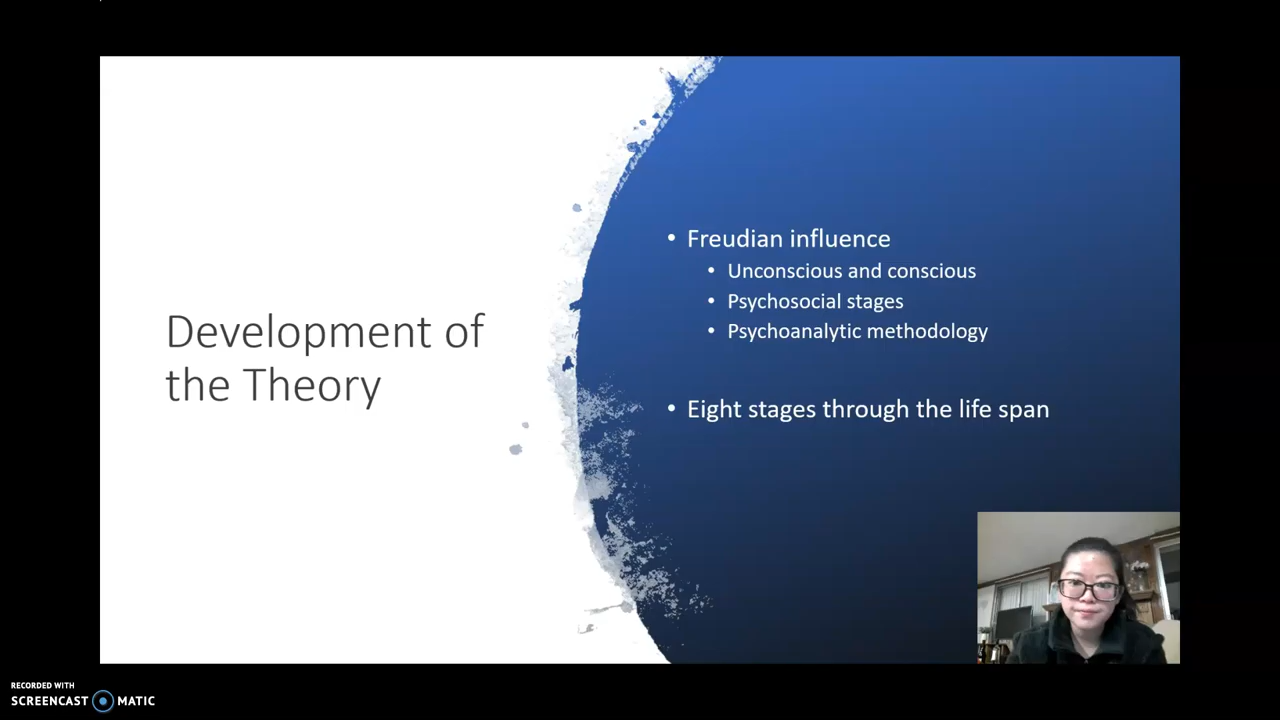 Development of
the Theory
• Freudian influence
• Unconscious and conscious
• Psychosocial stages
• Psychoanalytic methodology
• Eight stages through the life span
RECORDED WITH
SCREENCAST MATIC